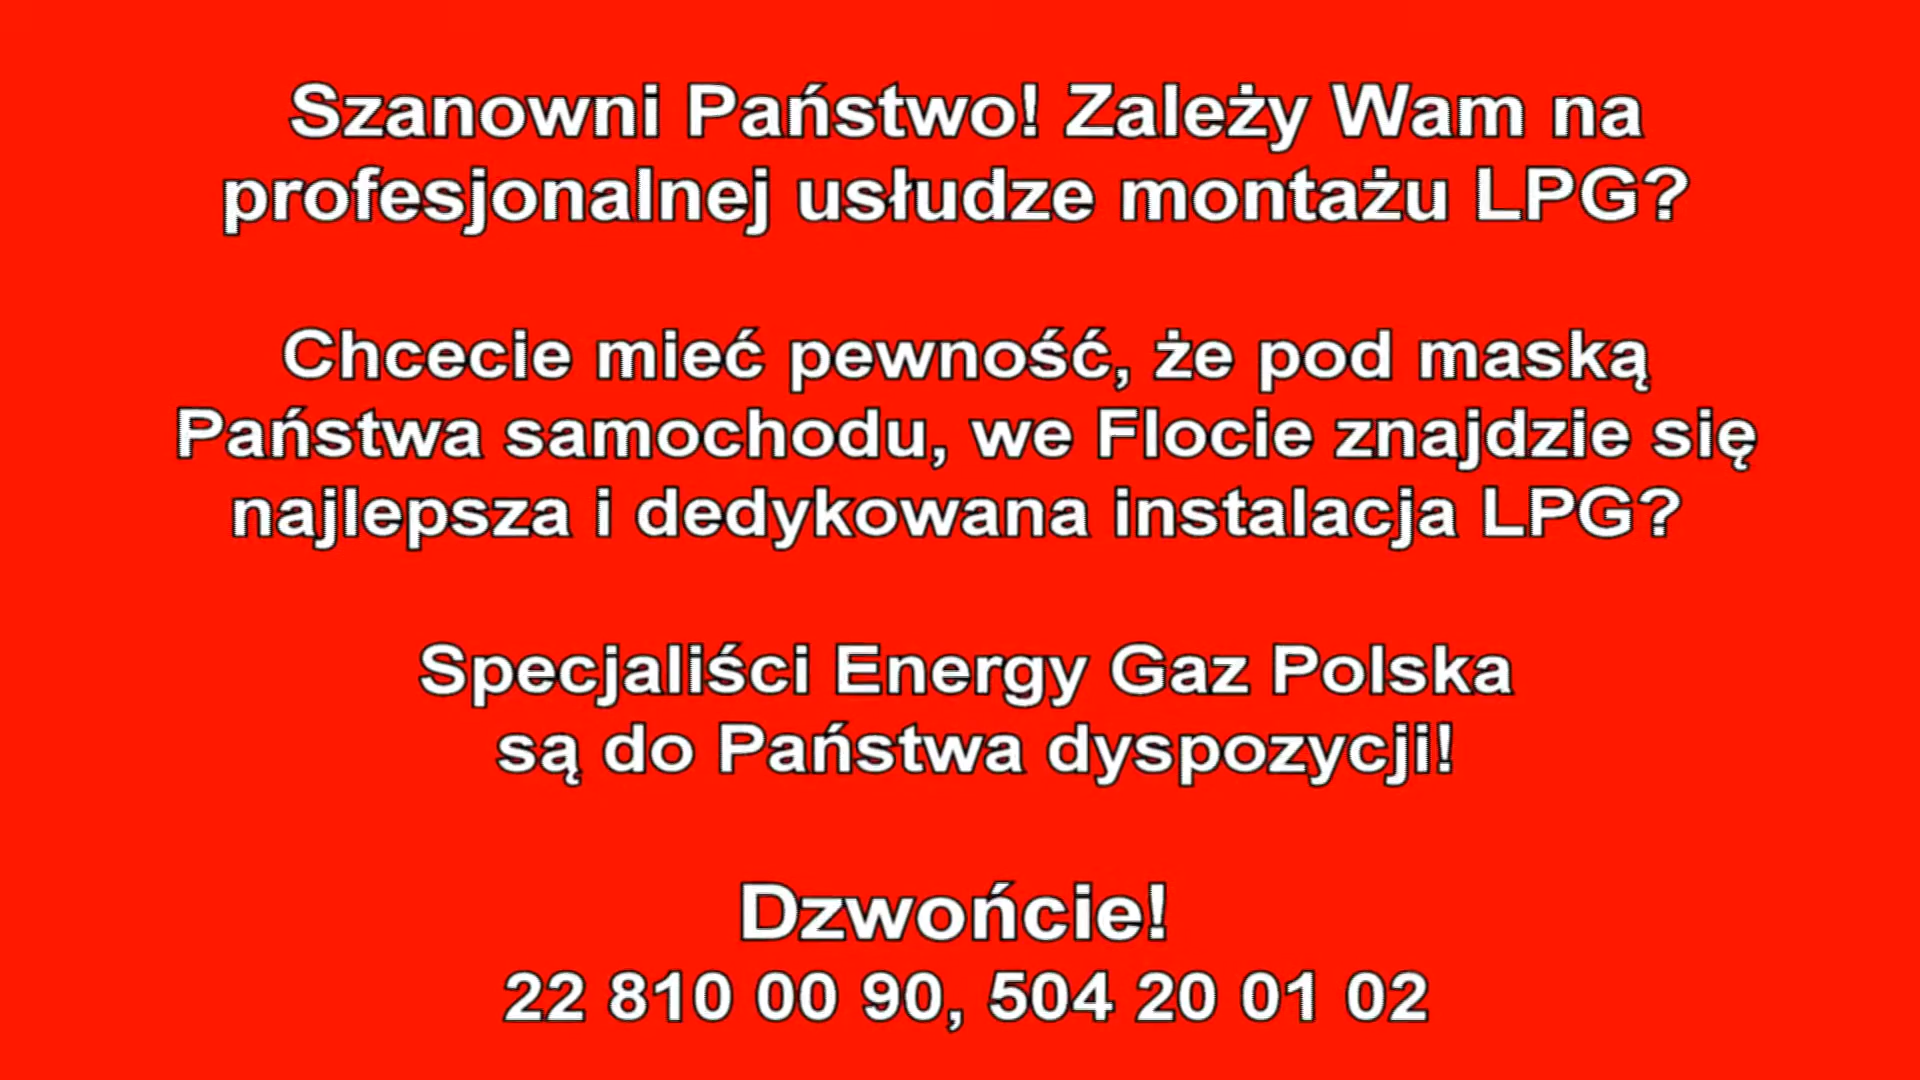 Szanowni Państwo! Zależy Wam na
profesjonalnej usłudze montażu LPG?
Chcecie mieć pewność, że pod maską
Państwa samochodu, we Flocie znajdzie się
najlepsza i dedykowana instalacja LPG?
Specjaliści Energy Gaz Polska
są do Państwa dyspozycji!
Dzwońcie!
22 810 00 90, 504 20 01 02